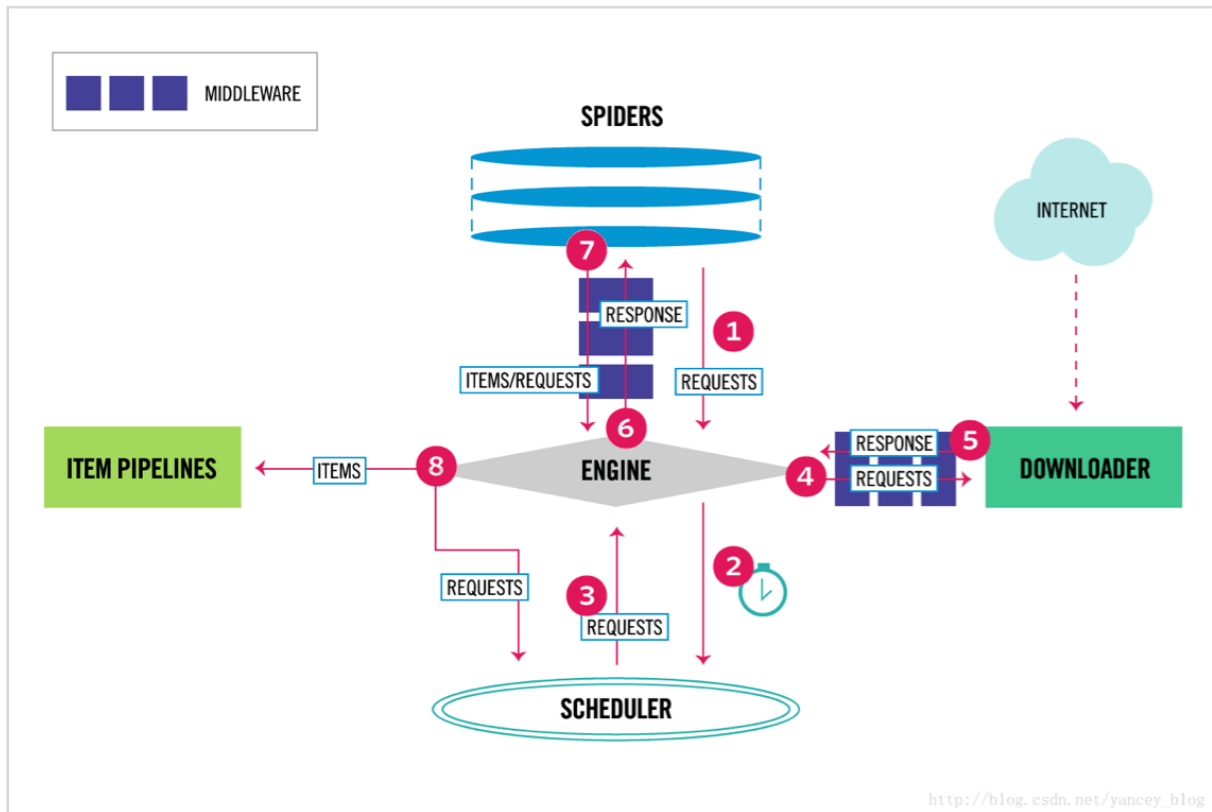 MIDDLEWARE
SPIDERS
INTERNET
7
RESPONSE
1
ITEMS/REQUESTS
REQUESTS
6
5
RESPONSE
ITEM PIPELINES
ITEMS
8
ENGINE
4
REQUESTS
DOWNLOADER
2
REQUESTS
3
REQUESTS
SCHEDULER
http://blog.csdn.net/yancey_blog